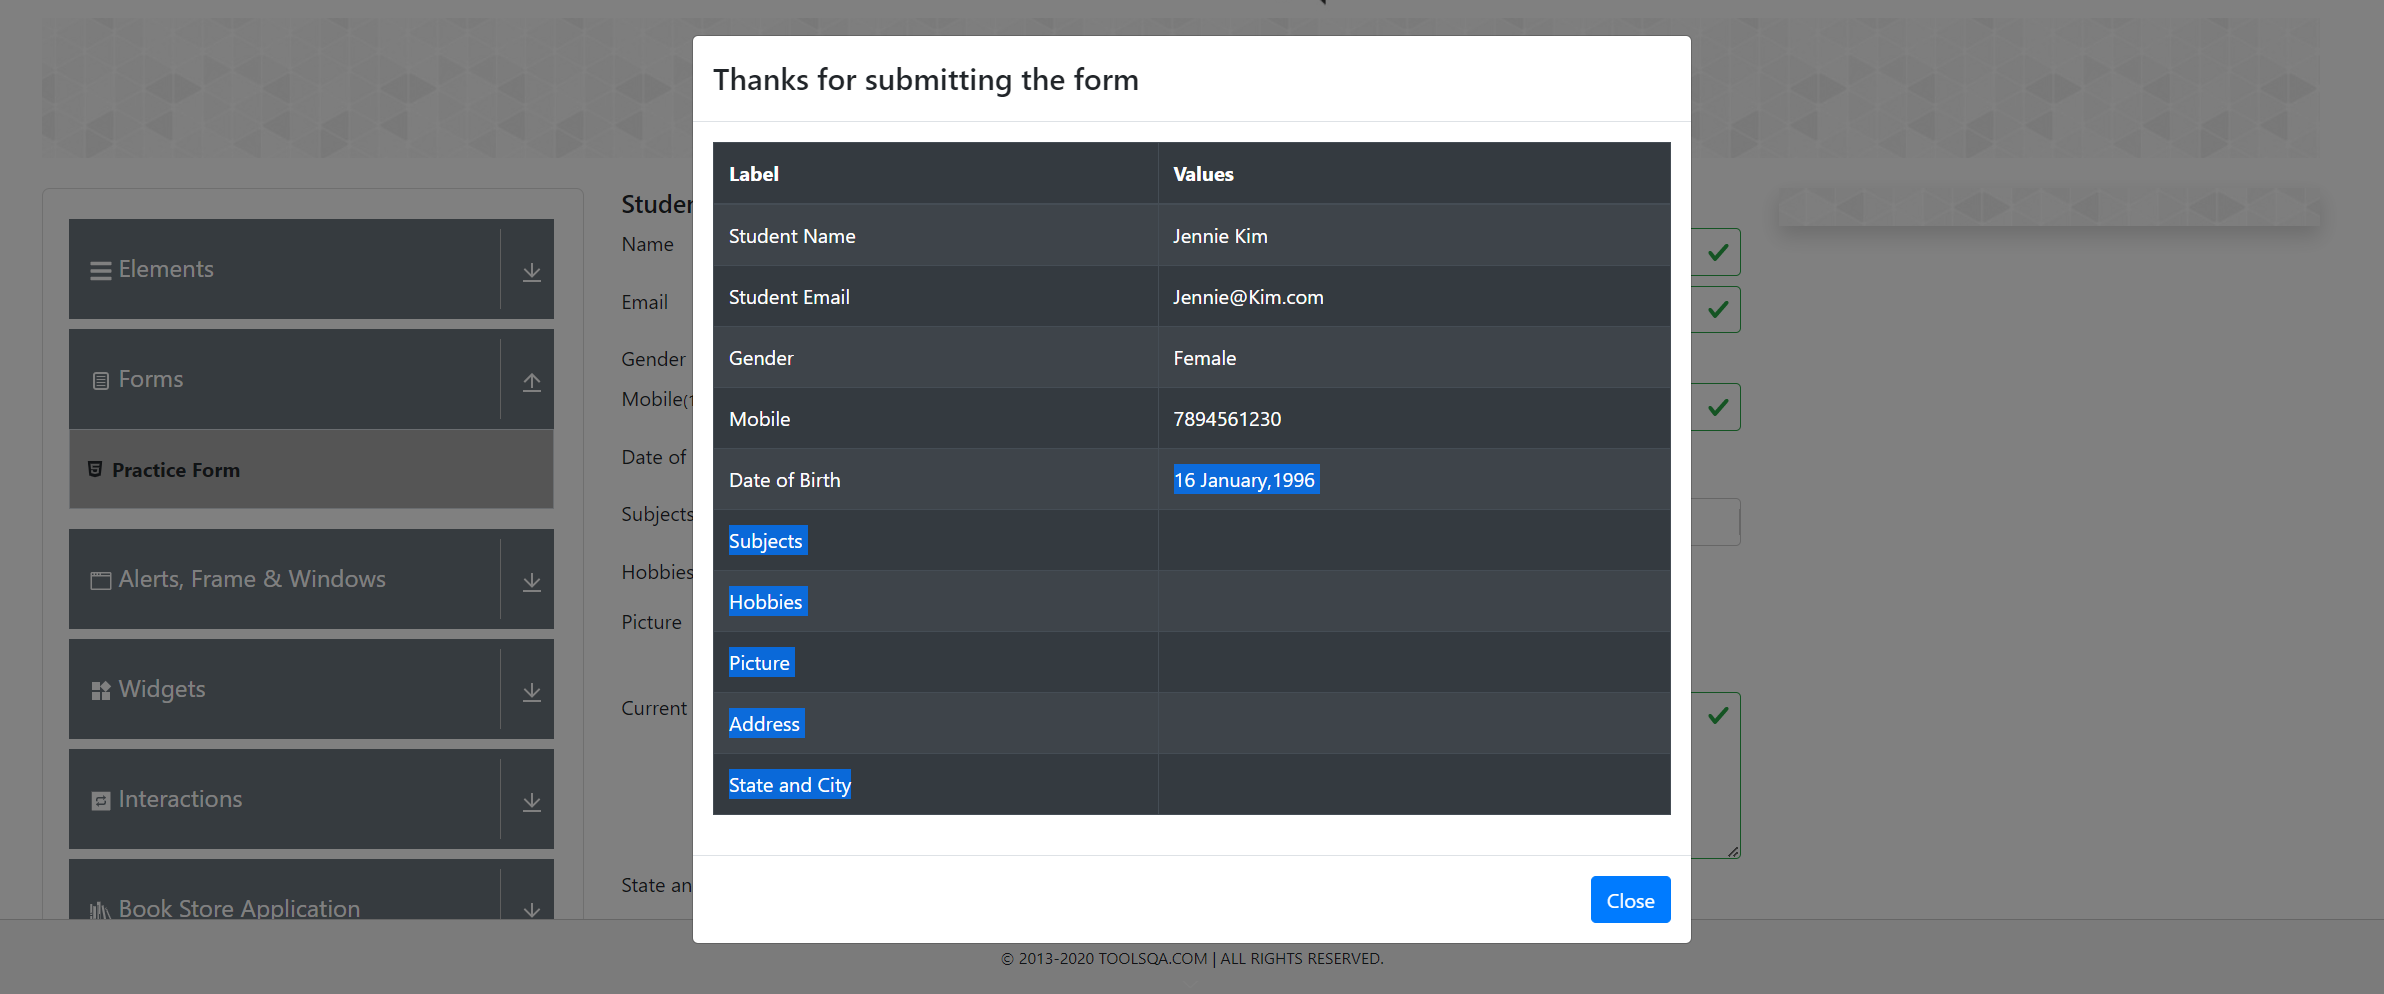 Thanks for submitting the form
Label Values
Student Name Jennie Kim
Student Email Jennie@Kim.com
Gender Female
Mobile 7894561230
Date of Birth 16 January,1996
Subjects
Hobbies
Picture
Address
State and City
Close
Elements
Forms
Practice Form
Alerts, Frame & Windows
Widgets
Interactions
Book Store Application
Studen
Name
Email
Gender
Mobile(1
Date of
Subjects
Hobbies
Picture
Current
State an
© 2013-2020 TOOLSQA.COM | ALL RIGHTS RESERVED.